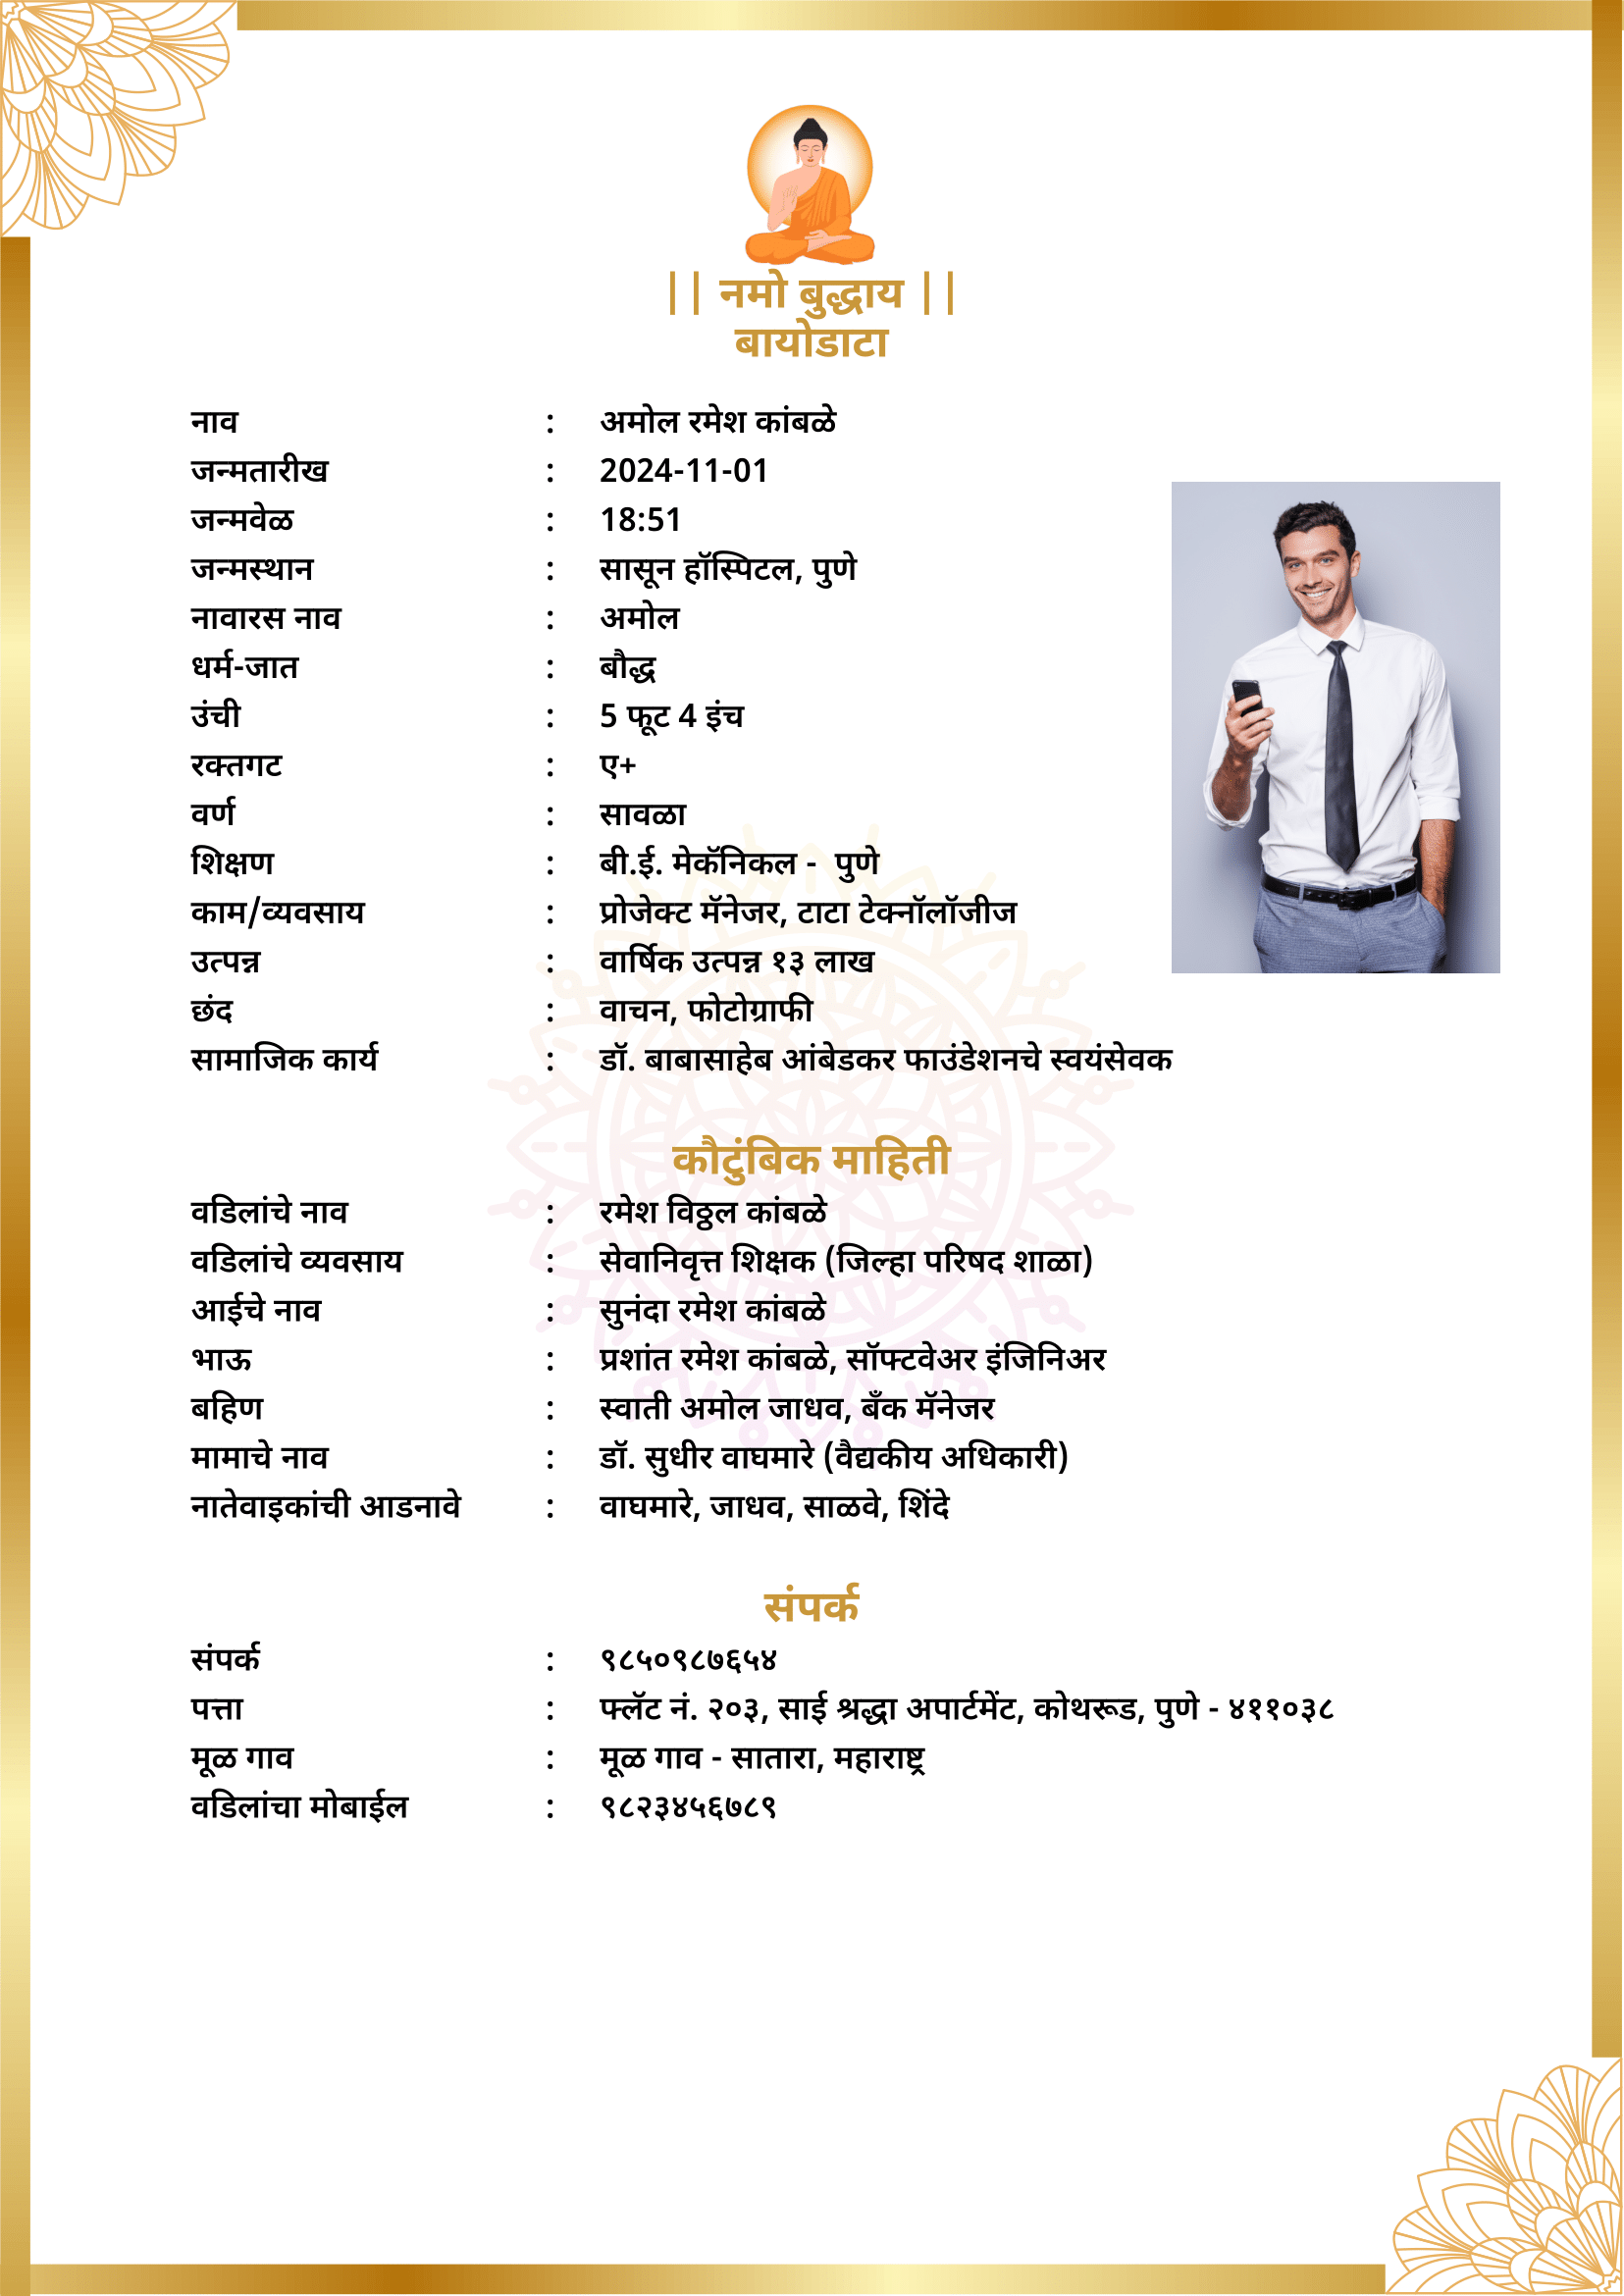 || नमो बुद्धाय ||
बायोडाटा
नाव : अमोल रमेश कांबळे
जन्मतारीख : 2024-11-01
जन्मवेळ : 18:51
जन्मस्थान : सासून हॉस्पिटल, पुणे
नावारस नाव : अमोल
धर्म-जात : बौद्ध
उंची : 5 फूट 4 इंच
रक्तगट : ए+
वर्ण : सावळा
शिक्षण : बी.ई. मेकॅनिकल - पुणे
काम/व्यवसाय : प्रोजेक्ट मॅनेजर, टाटा टेक्नॉलॉजीज
उत्पन्न : वार्षिक उत्पन्न १३ लाख
छंद : वाचन, फोटोग्राफी
सामाजिक कार्य : डॉ. बाबासाहेब आंबेडकर फाउंडेशनचे स्वयंसेवक
कौटुंबिक माहिती
वडिलांचे नाव : रमेश विठ्ठल कांबळे
वडिलांचे व्यवसाय : सेवानिवृत्त शिक्षक (जिल्हा परिषद शाळा)
आईचे नाव : सुनंदा रमेश कांबळे
भाऊ : प्रशांत रमेश कांबळे, सॉफ्टवेअर इंजिनिअर
बहिण : स्वाती अमोल जाधव, बँक मॅनेजर
मामाचे नाव : डॉ. सुधीर वाघमारे (वैद्यकीय अधिकारी)
नातेवाइकांची आडनावे : वाघमारे, जाधव, साळवे, शिंदे
संपर्क
संपर्क : ९८५०९८७६५४
पत्ता : फ्लॅट नं. २०३, साई श्रद्धा अपार्टमेंट, कोथरूड, पुणे - ४११०३८
मूळ गाव : मूळ गाव - सातारा, महाराष्ट्र
वडिलांचा मोबाईल : ९८२३४५६७८९